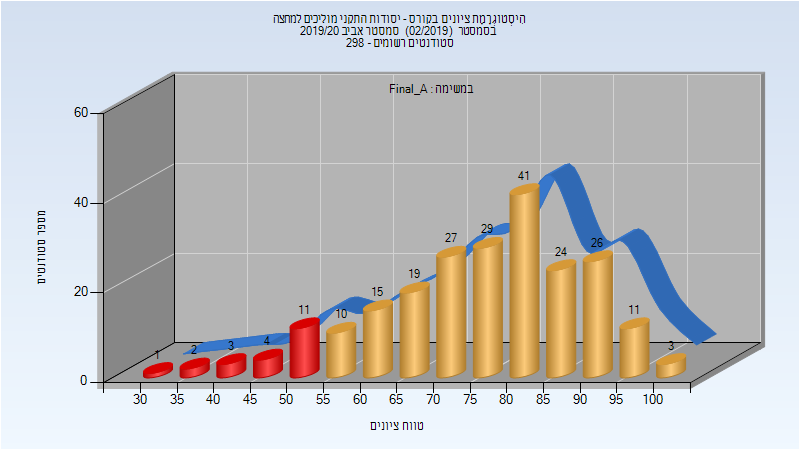 היסטוגרמת ציונים בקורס - יסודות התקני מוליכים למחצה
בסמסטר (02/2019) סמסטר אביב 2019/20
סטודנטים רשומים - 298
במשימה : Final_A
60
40
20
0
מספר סטודנטים
1
2
3
4
11
10
15
19
27
29
41
24
26
11
3
30 35 40 45 50 55 60 65 70 75 80 85 90 95 100
טווח ציונים